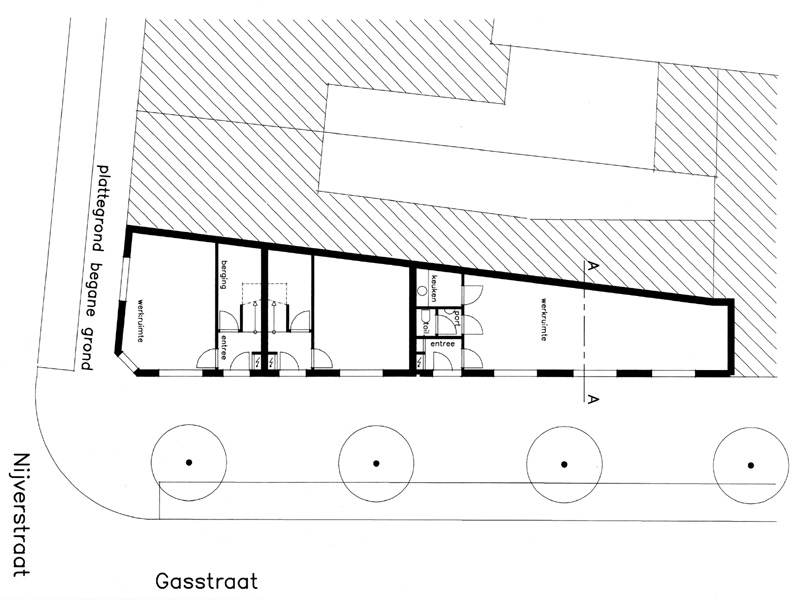 plattegrond begane grond
A
berging
werkruimte
entree
keuken
toil.
port
entree
werkruimte
A
Nijverstraat
Gasstraat